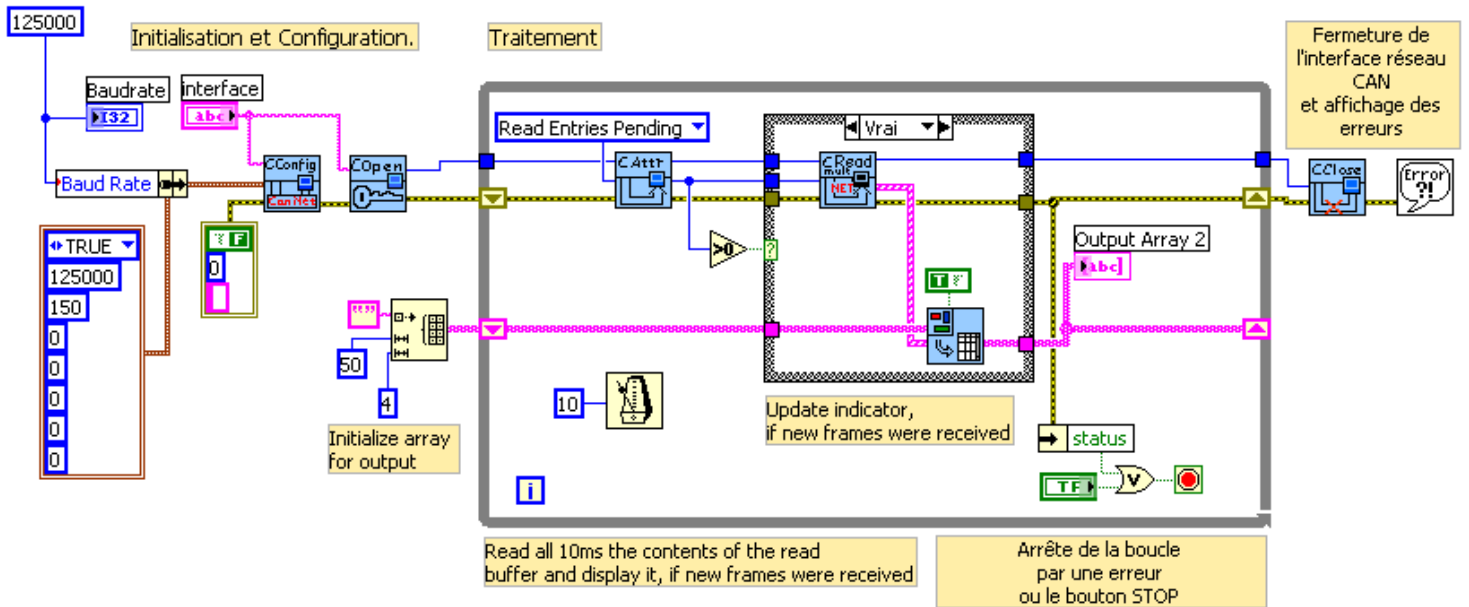 125000
Initialisation et Configuration.
Traitement
Fermeture de
l'interface réseau
CAN
et affichage des
erreurs
Baudrate
I32
interface
abc
Read Entries Pending
Vrai
CConfig
CanNet
COpen
C Attr
C Read
mult
NET
CClose
Error
?!
Baud Rate
TRUE
125000
150
0
0
0
0
0
F
0
>0
?
Output Array 2
abc
T
50
4
10
Initialize array
for output
Update indicator,
if new frames were received
status
TF
V
i
Read all 10ms the contents of the read
buffer and display it, if new frames were received
Arrête de la boucle
par une erreur
ou le bouton STOP